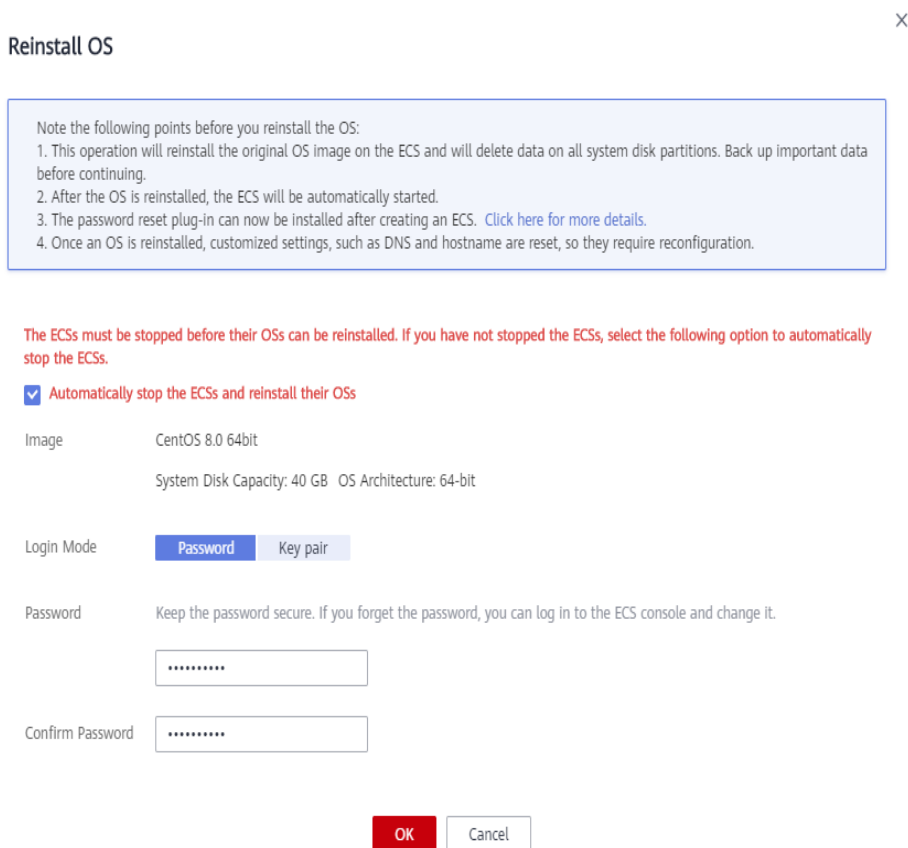 X
Reinstall OS
Note the following points before you reinstall the OS:
1. This operation will reinstall the original OS image on the ECS and will delete data on all system disk partitions. Back up important data
before continuing.
2. After the OS is reinstalled, the ECS will be automatically started.
3. The password reset plug-in can now be installed after creating an ECS. Click here for more details.
4. Once an OS is reinstalled, customized settings, such as DNS and hostname are reset, so they require reconfiguration.
The ECSs must be stopped before their OSs can be reinstalled. If you have not stopped the ECSs, select the following option to automatically
stop the ECSs.
Automatically stop the ECSs and reinstall their OSs
Image CentOS 8.0 64bit
System Disk Capacity: 40 GB OS Architecture: 64-bit
Login Mode Password Key pair
Password Keep the password secure. If you forget the password, you can log in to the ECS console and change it.
••••••••••
Confirm Password ••••••••••
OK Cancel